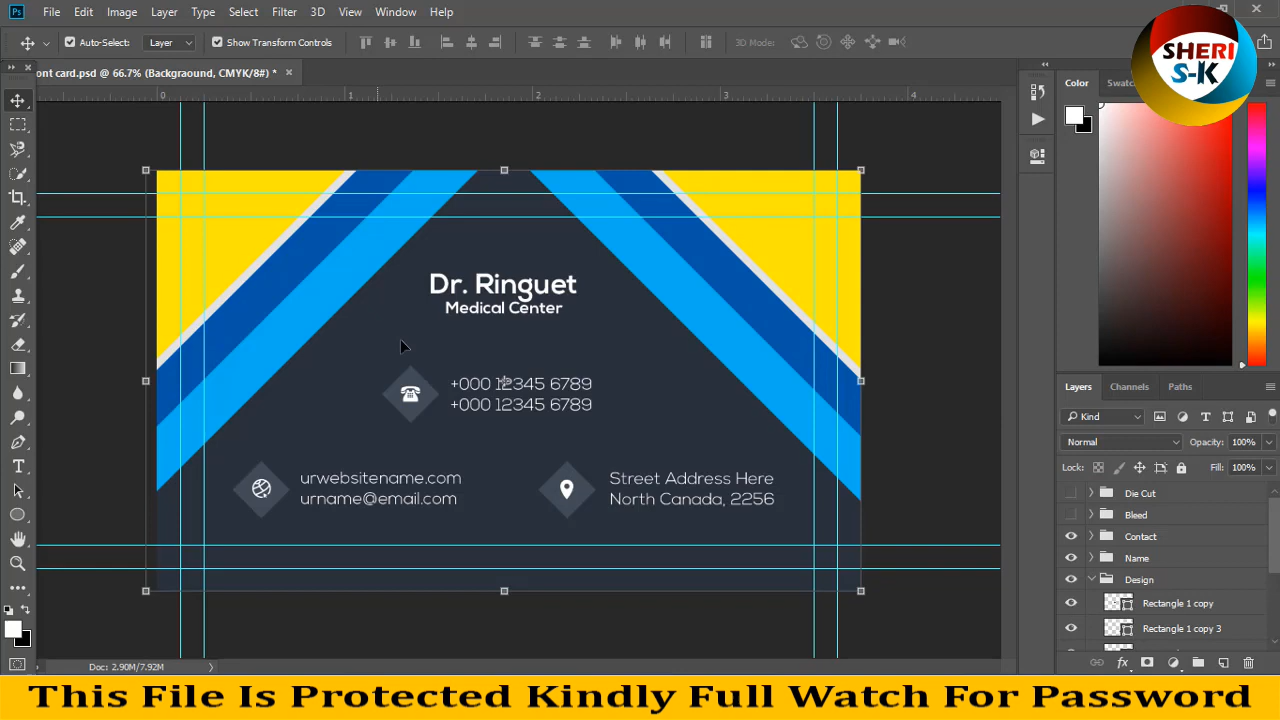 Ps File Edit Image Layer Type Select Filter 3D View Window Help
Auto-Select: Layer Show Transform Controls 3D Mode:
ont card.psd @ 66.7% (Backgraound, CMYK/8#) *
SHERI
S-K
Color Swatc
0 1 2 3 4
Dr. Ringuet
Medical Center
+000 12345 6789
+000 12345 6789
urwebsitename.com
urname@email.com
Street Address Here
North Canada, 2256
Layers Channels Paths
Kind
Normal Opacity: 100%
Lock: Fill: 100%
Die Cut
Bleed
Contact
Name
Design
Rectangle 1 copy
Rectangle 1 copy 3
Doc: 2.90M/7.92M
This File Is Protected Kindly Full Watch For Password